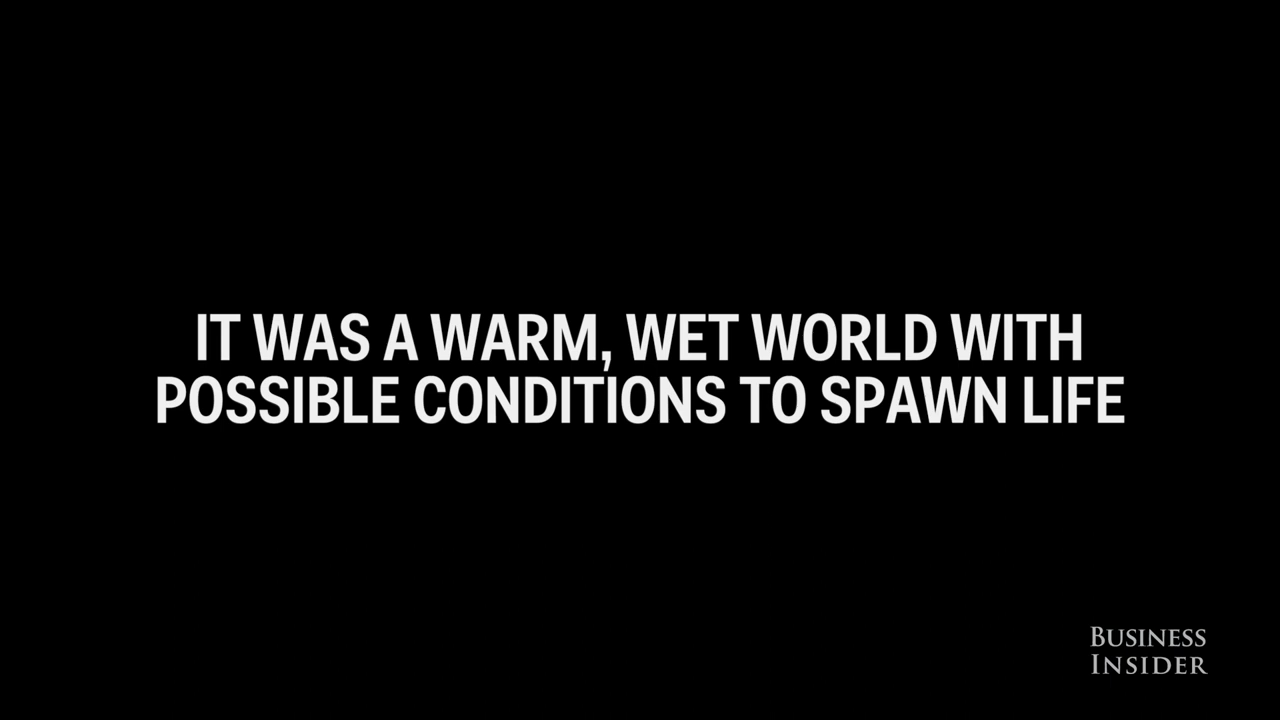 IT WAS A WARM, WET WORLD WITH
POSSIBLE CONDITIONS TO SPAWN LIFE
BUSINESS
INSIDER